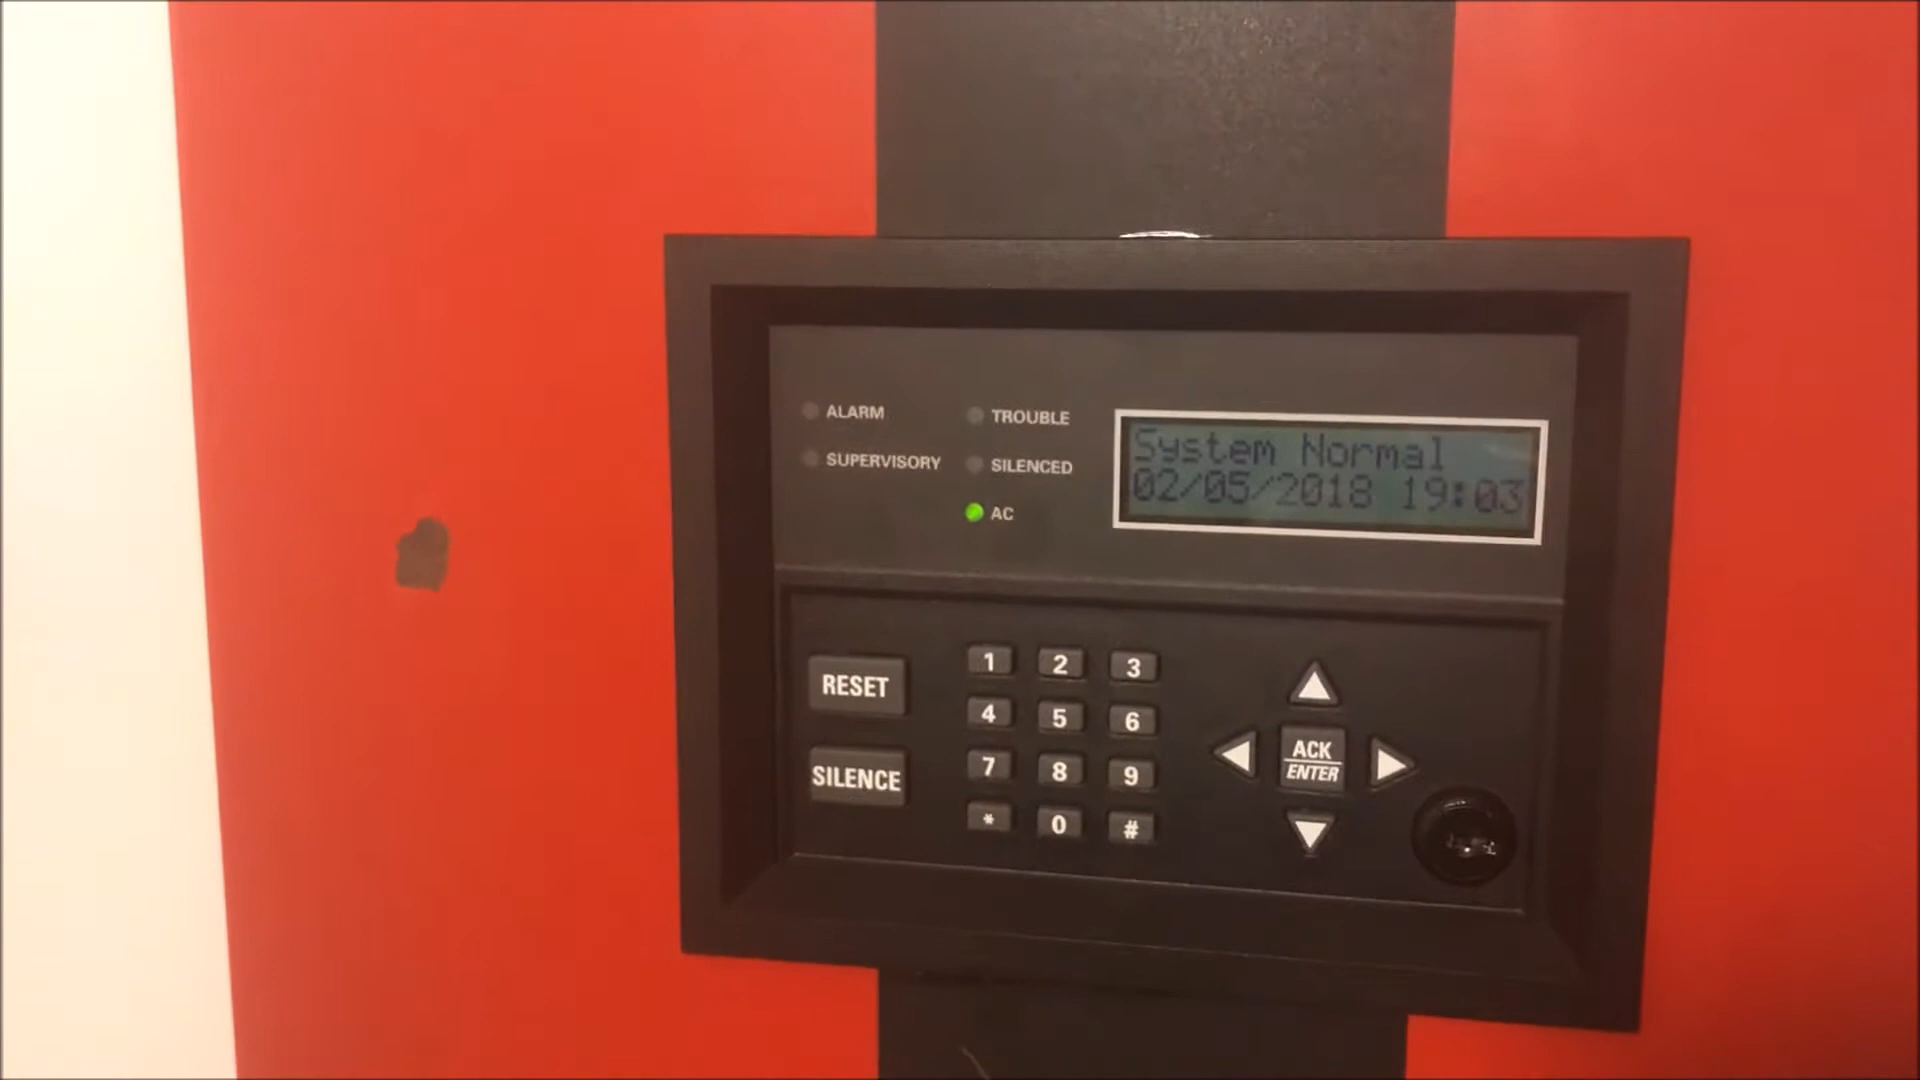 ALARM
TROUBLE
SUPERVISORY
SILENCED
AC
System Normal
02/05/2018 19:03
RESET
SILENCE
1 2 3
4 5 6
7 8 9
* 0 #
ACK
ENTER